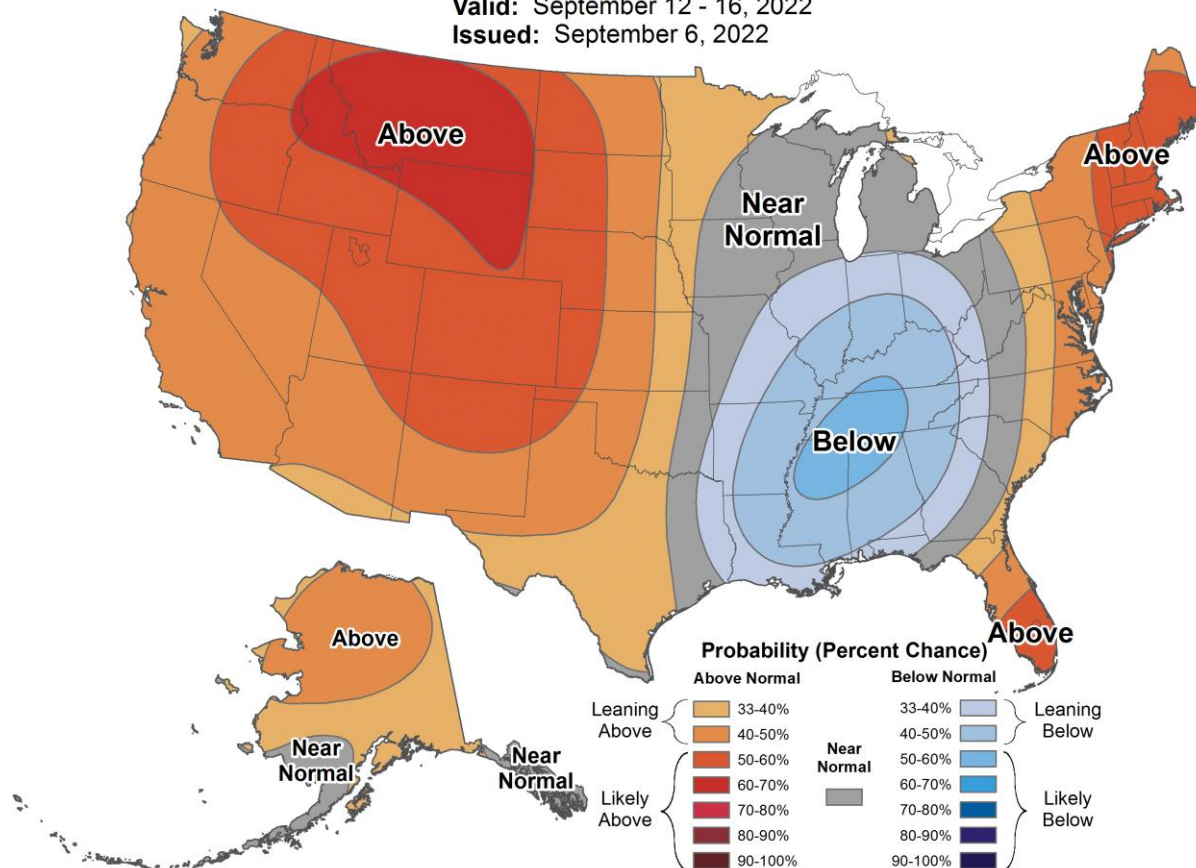 Valid: September 12 - 16, 2022
Issued: September 6, 2022
Above
Above
Near
Normal
Below
Above
Above
Near
Normal
Near
Normal
Probability (Percent Chance)
Above Normal
Below Normal
Leaning
Above
33-40%
40-50%
Likely
Above
50-60%
60-70%
70-80%
80-90%
90-100%
Near
Normal
33-40%
40-50%
Leaning
Below
50-60%
60-70%
70-80%
80-90%
90-100%
Likely
Below